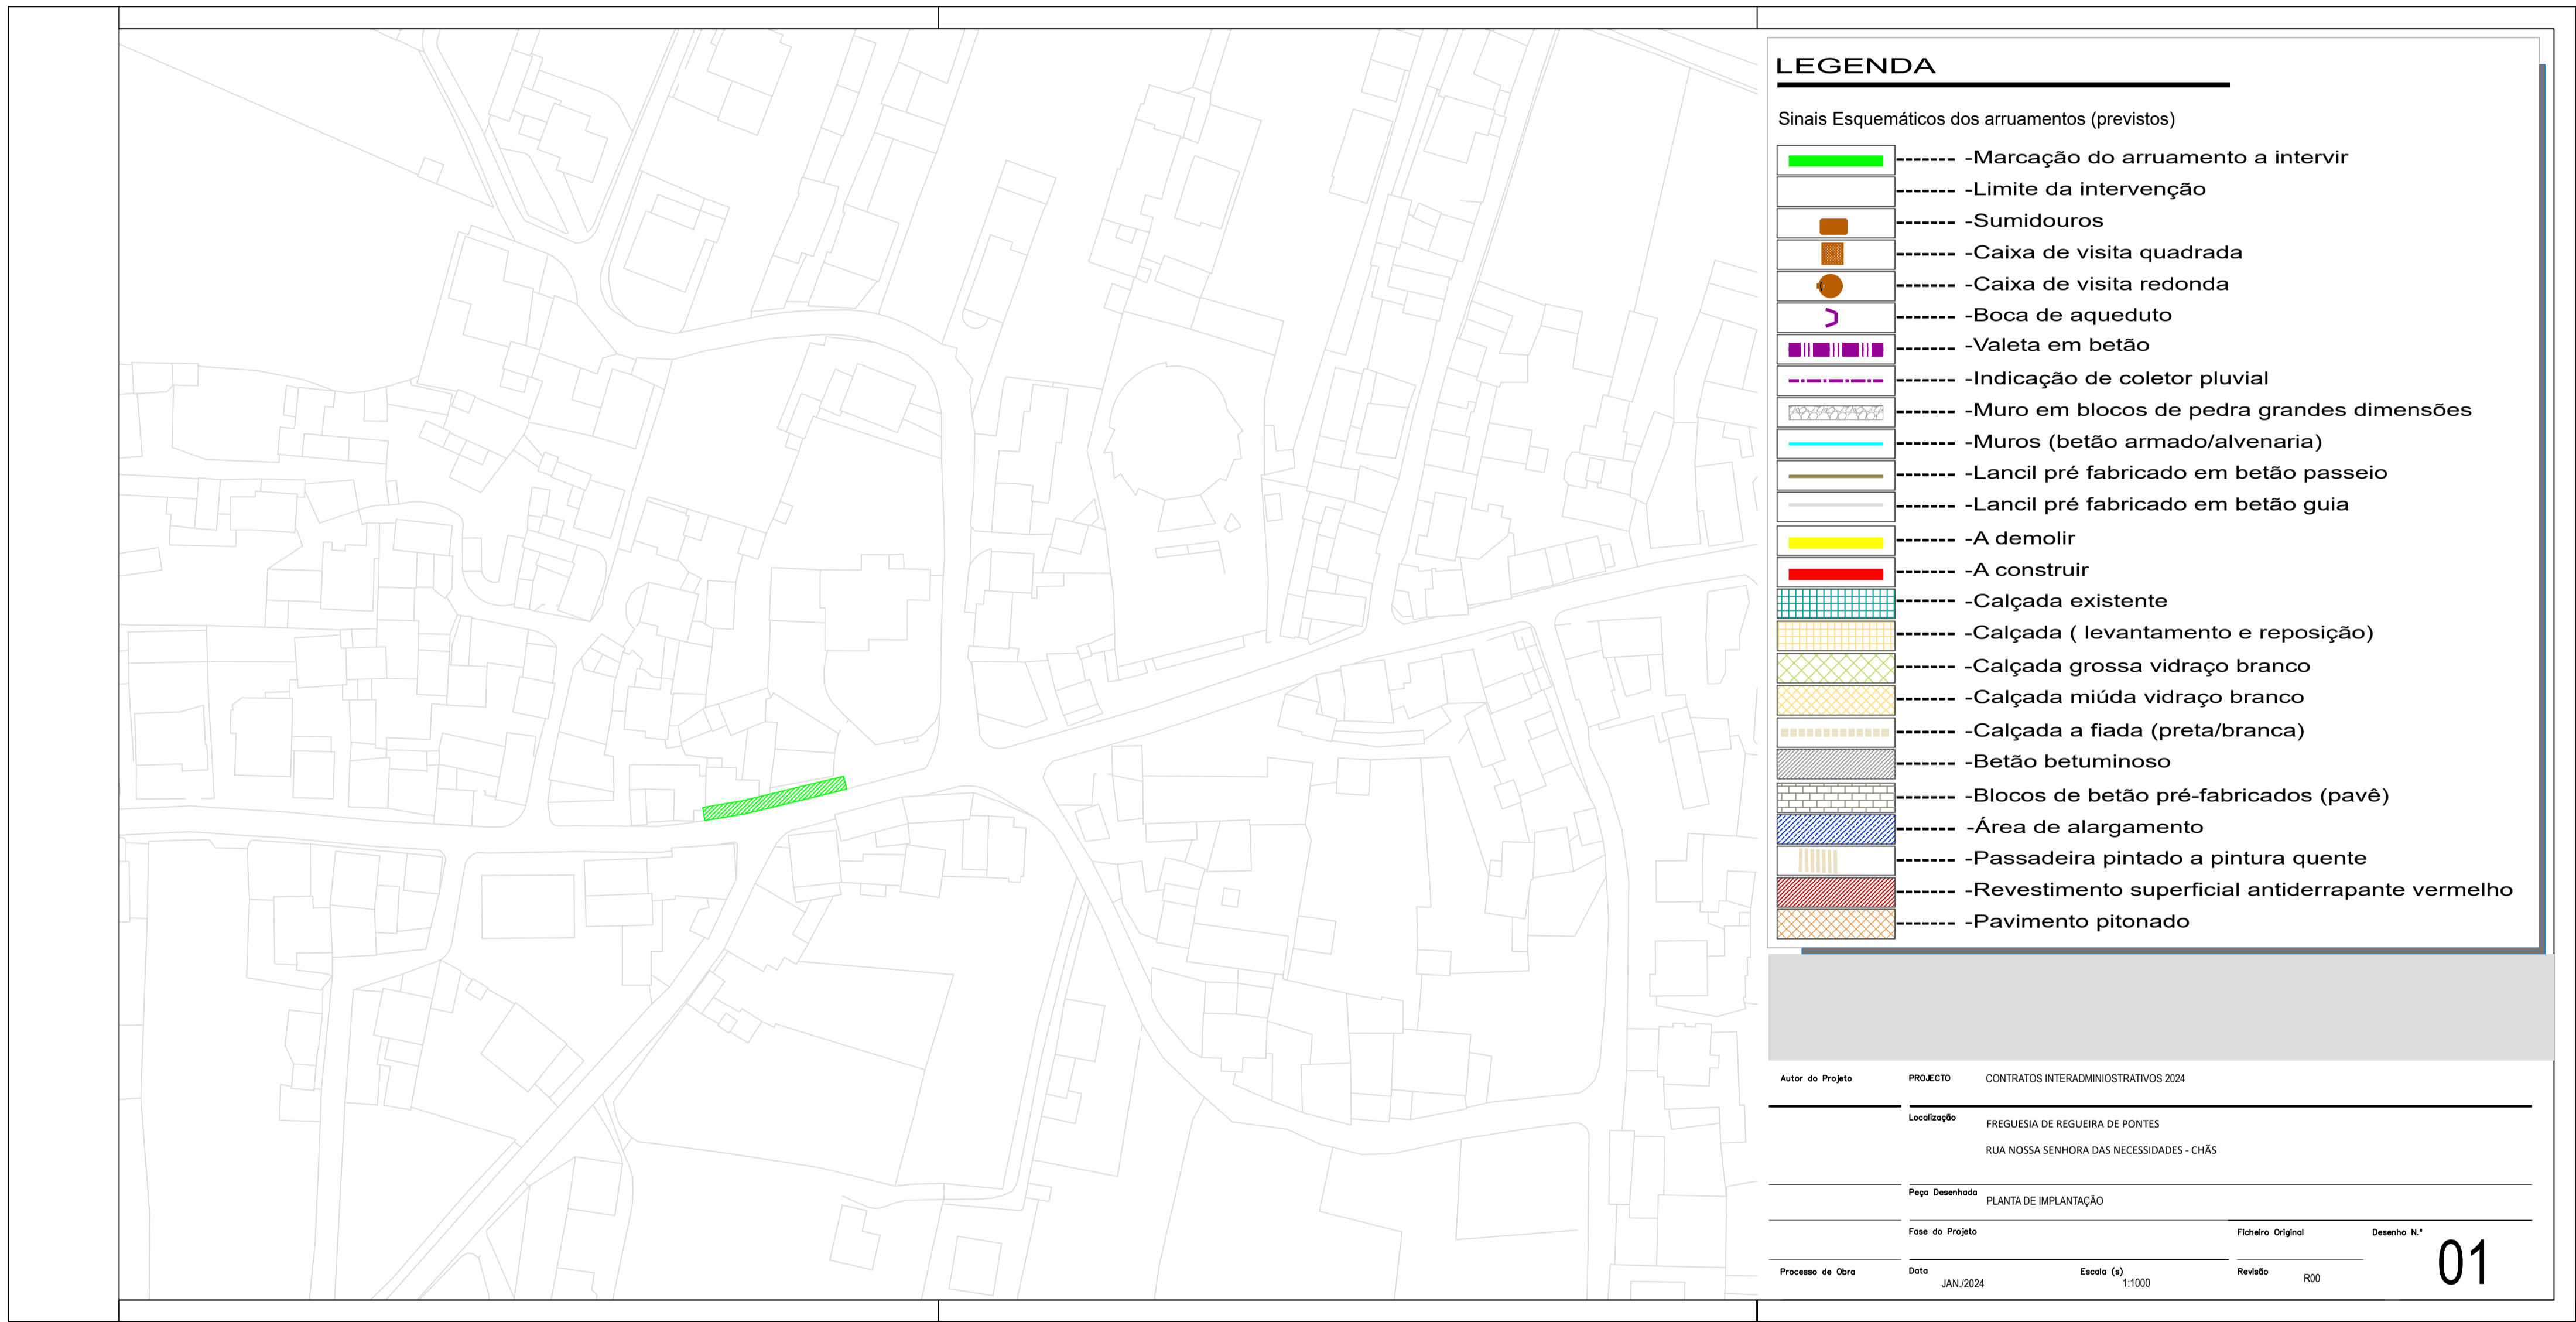 LEGENDA
Sinais Esquemáticos dos arruamentos (previstos)
------- -Marcação do arruamento a intervir
------- -Limite da intervenção
------- -Sumidouros
------- -Caixa de visita quadrada
------- -Caixa de visita redonda
------- -Boca de aqueduto
------- -Valeta em betão
------- -Indicação de coletor pluvial
------- -Muro em blocos de pedra grandes dimensões
------- -Muros (betão armado/alvenaria)
------- -Lancil pré fabricado em betão passeio
------- -Lancil pré fabricado em betão guia
------- -A demolir
------- -A construir
------- -Calçada existente
------- -Calçada ( levantamento e reposição)
------- -Calçada grossa vidraço branco
------- -Calçada miúda vidraço branco
------- -Calçada a fiada (preta/branca)
------- -Betão betuminoso
------- -Blocos de betão pré-fabricados (pavê)
------- -Área de alargamento
------- -Passadeira pintado a pintura quente
------- -Revestimento superficial antiderrapante vermelho
------- -Pavimento pitonado
Autor do Projeto PROJECTO CONTRATOS INTERADMINIOSTRATIVOS 2024
Localização
FREGUESIA DE REGUEIRA DE PONTES
RUA NOSSA SENHORA DAS NECESSIDADES - CHÃS
Peça Desenhada PLANTA DE IMPLANTAÇÃO
Fase do Projeto Ficheiro Original Desenho N.º
01
Processo de Obra Data JAN./2024 Escala (s) 1:1000 Revisão R00